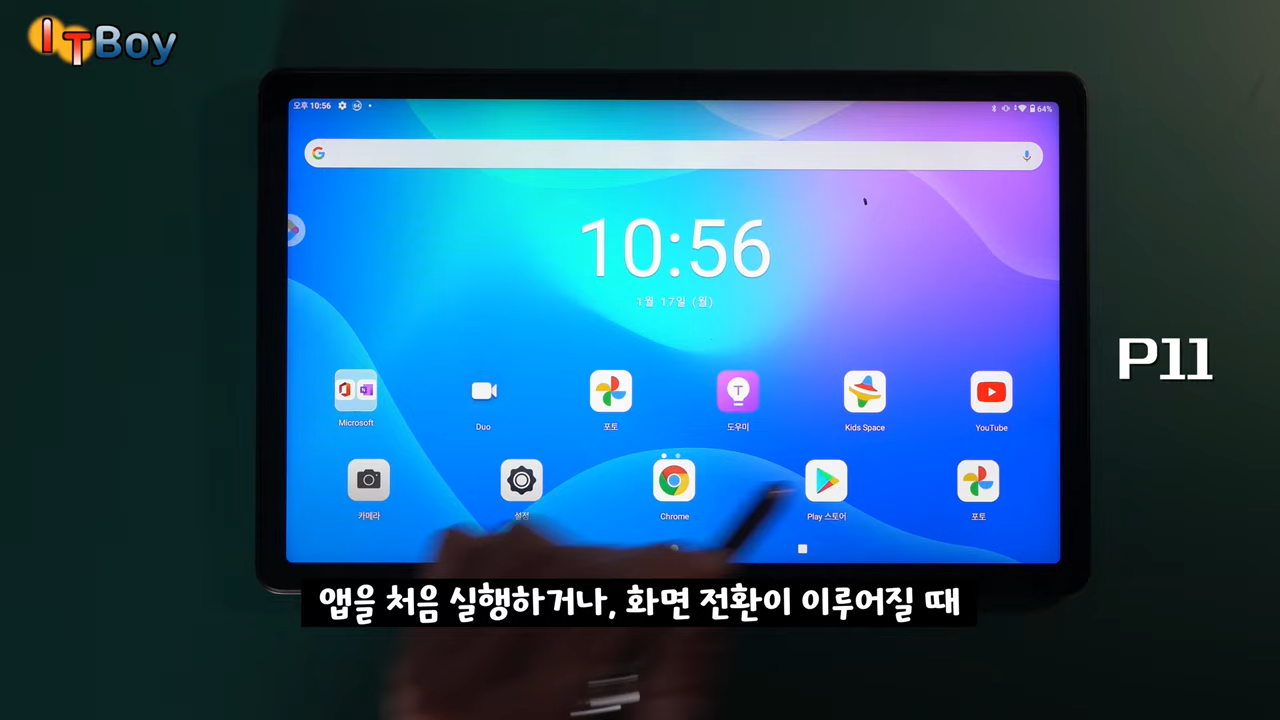 ITBoy
오후 10:56
64%
10:56
1월 17일 (월)
P11
Microsoft
Duo
포토
도우미
Kids Space
YouTube
카메라
설정
Chrome
Play 스토어
포토
앱을 처음 실행하거나, 화면 전환이 이루어질 때